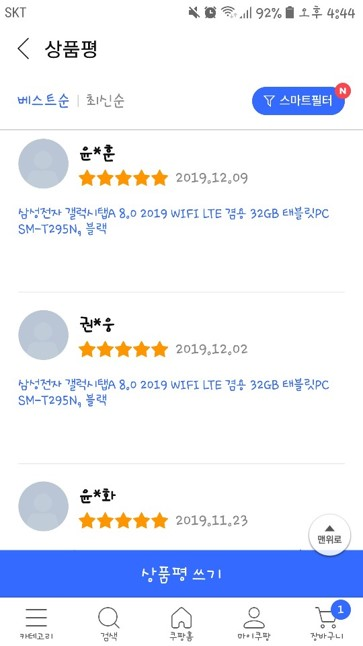 SKT 92% 오후 4:44
상품평
베스트순 | 최신순 스마트필터 N
윤*훈
2019.12.09
삼성전자 갤럭시탭A 8.0 2019 WIFI LTE 겸용 32GB 태블릿PC
SM-T295N, 블랙
권*웅
2019.12.02
삼성전자 갤럭시탭A 8.0 2019 WIFI LTE 겸용 32GB 태블릿PC
SM-T295N, 블랙
윤*화
2019.11.23
맨위로
상품평 쓰기
1
카테고리 검색 쿠팡홈 마이쿠팡 장바구니